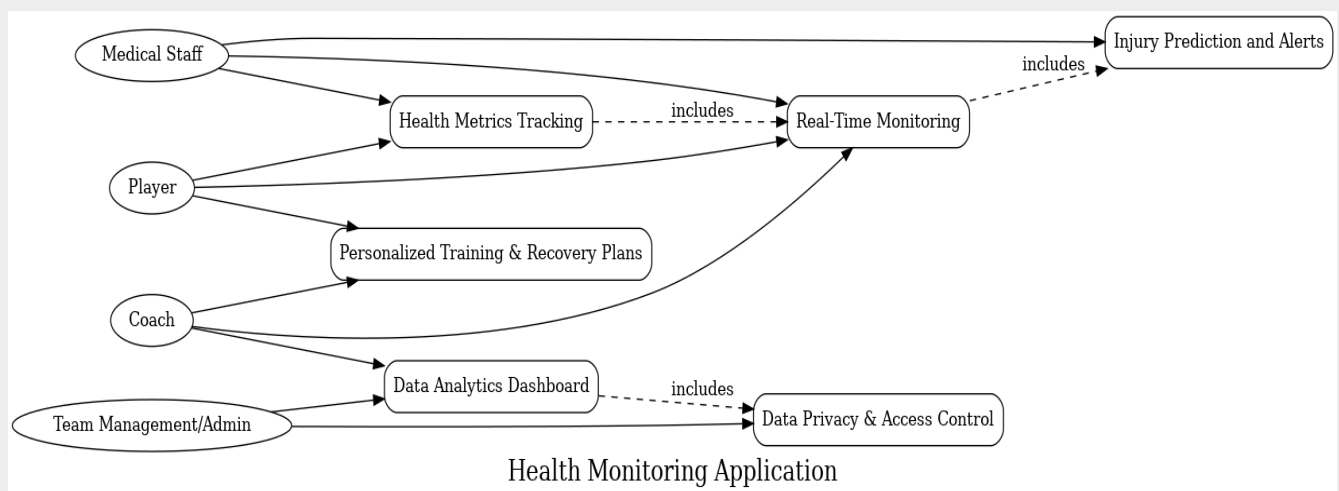 Medical Staff
Injury Prediction and Alerts
includes
Health Metrics Tracking
includes
Real-Time Monitoring
Player
Personalized Training & Recovery Plans
Coach
Data Analytics Dashboard
includes
Data Privacy & Access Control
Team Management/Admin
Health Monitoring Application